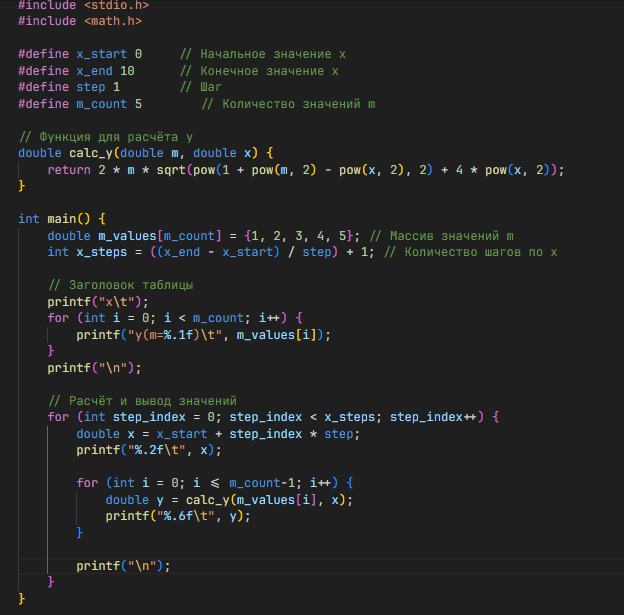 #include <stdio.h>
#include <math.h>
#define x_start 0 // Начальное значение x
#define x_end 10 // Конечное значение x
#define step 1 // Шаг
#define m_count 5 // Количество значений m
// Функция для расчёта y
double calc_y(double m, double x) {
return 2 * m * sqrt(pow(1 + pow(m, 2) - pow(x, 2), 2) + 4 * pow(x, 2));
}
int main() {
double m_values[m_count] = {1, 2, 3, 4, 5}; // Массив значений m
int x_steps = ((x_end - x_start) / step) + 1; // Количество шагов по x
// Заголовок таблицы
printf("x\t");
for (int i = 0; i < m_count; i++) {
printf("y(m=%.1f)\t", m_values[i]);
}
printf("\n");
// Расчёт и вывод значений
for (int step_index = 0; step_index < x_steps; step_index++) {
double x = x_start + step_index * step;
printf("%.2f\t", x);
for (int i = 0; i <= m_count-1; i++) {
double y = calc_y(m_values[i], x);
printf("%.6f\t", y);
}
printf("\n");
}
}